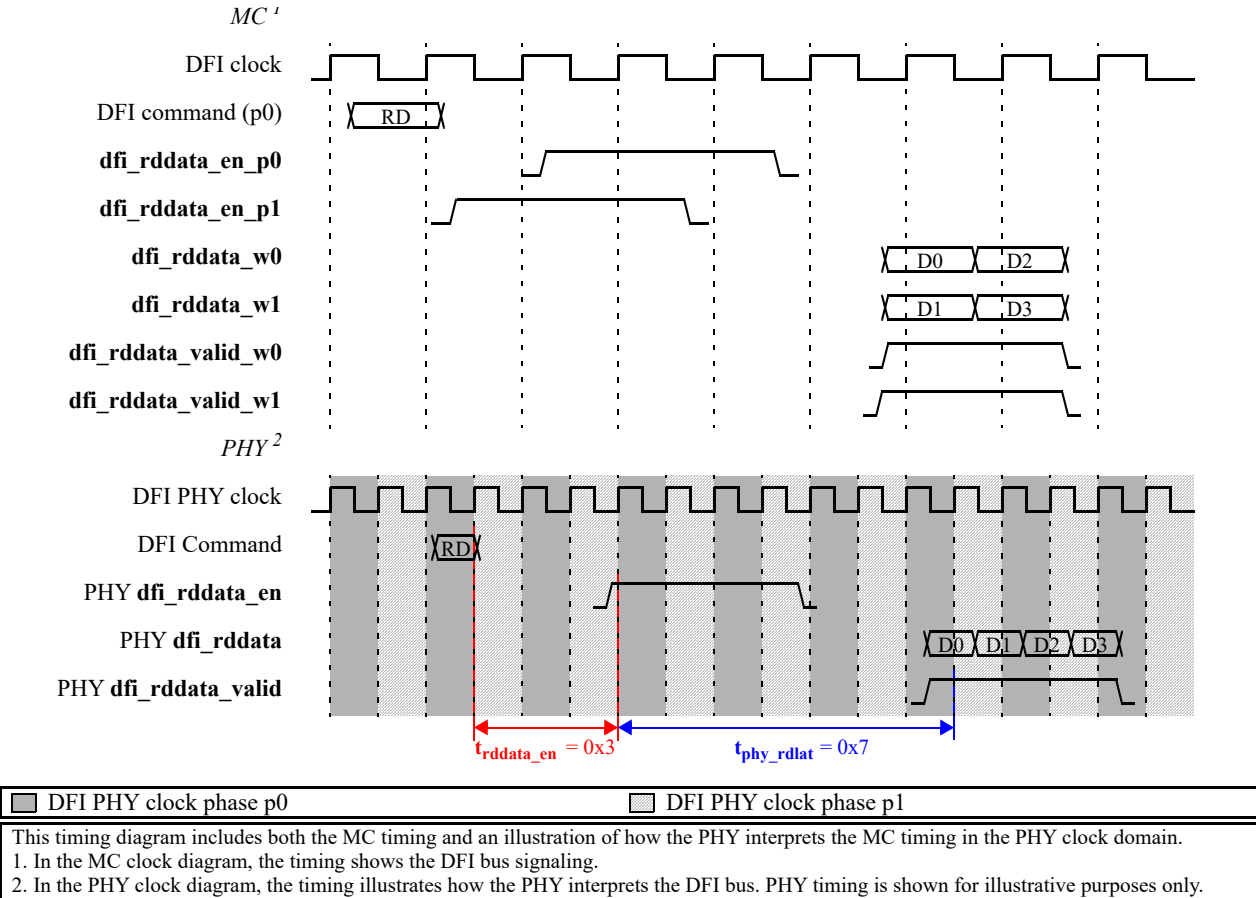 MC 1
DFI clock
DFI command (p0) RD
dfi_rddata_en_p0
dfi_rddata_en_p1
dfi_rddata_w0 D0 D2
dfi_rddata_w1 D1 D3
dfi_rddata_valid_w0
dfi_rddata_valid_w1
PHY 2
DFI PHY clock
DFI Command RD
PHY dfi_rddata_en
PHY dfi_rddata D0 D1 D2 D3
PHY dfi_rddata_valid
trddata_en = 0x3 tphy_rdlat = 0x7
DFI PHY clock phase p0 DFI PHY clock phase p1
This timing diagram includes both the MC timing and an illustration of how the PHY interprets the MC timing in the PHY clock domain.
1. In the MC clock diagram, the timing shows the DFI bus signaling.
2. In the PHY clock diagram, the timing illustrates how the PHY interprets the DFI bus. PHY timing is shown for illustrative purposes only.